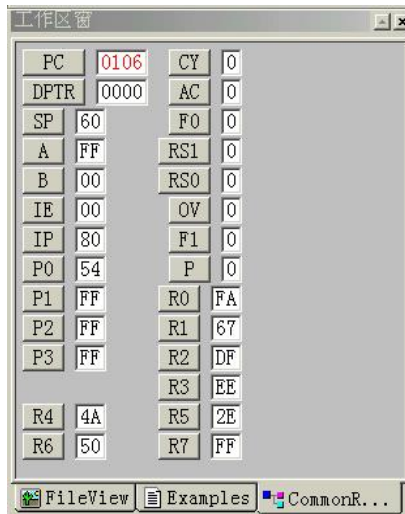 工作区窗
PC 0106 CY 0
DPTR 0000 AC 0
SP 60 F0 0
A FF RS1 0
B 00 RS0 0
IE 00 OV 0
IP 80 F1 0
P0 54 P 0
P1 FF R0 FA
P2 FF R1 67
P3 FF R2 DF
R3 EE
R4 4A R5 2E
R6 50 R7 FF
FileView Examples CommonR...